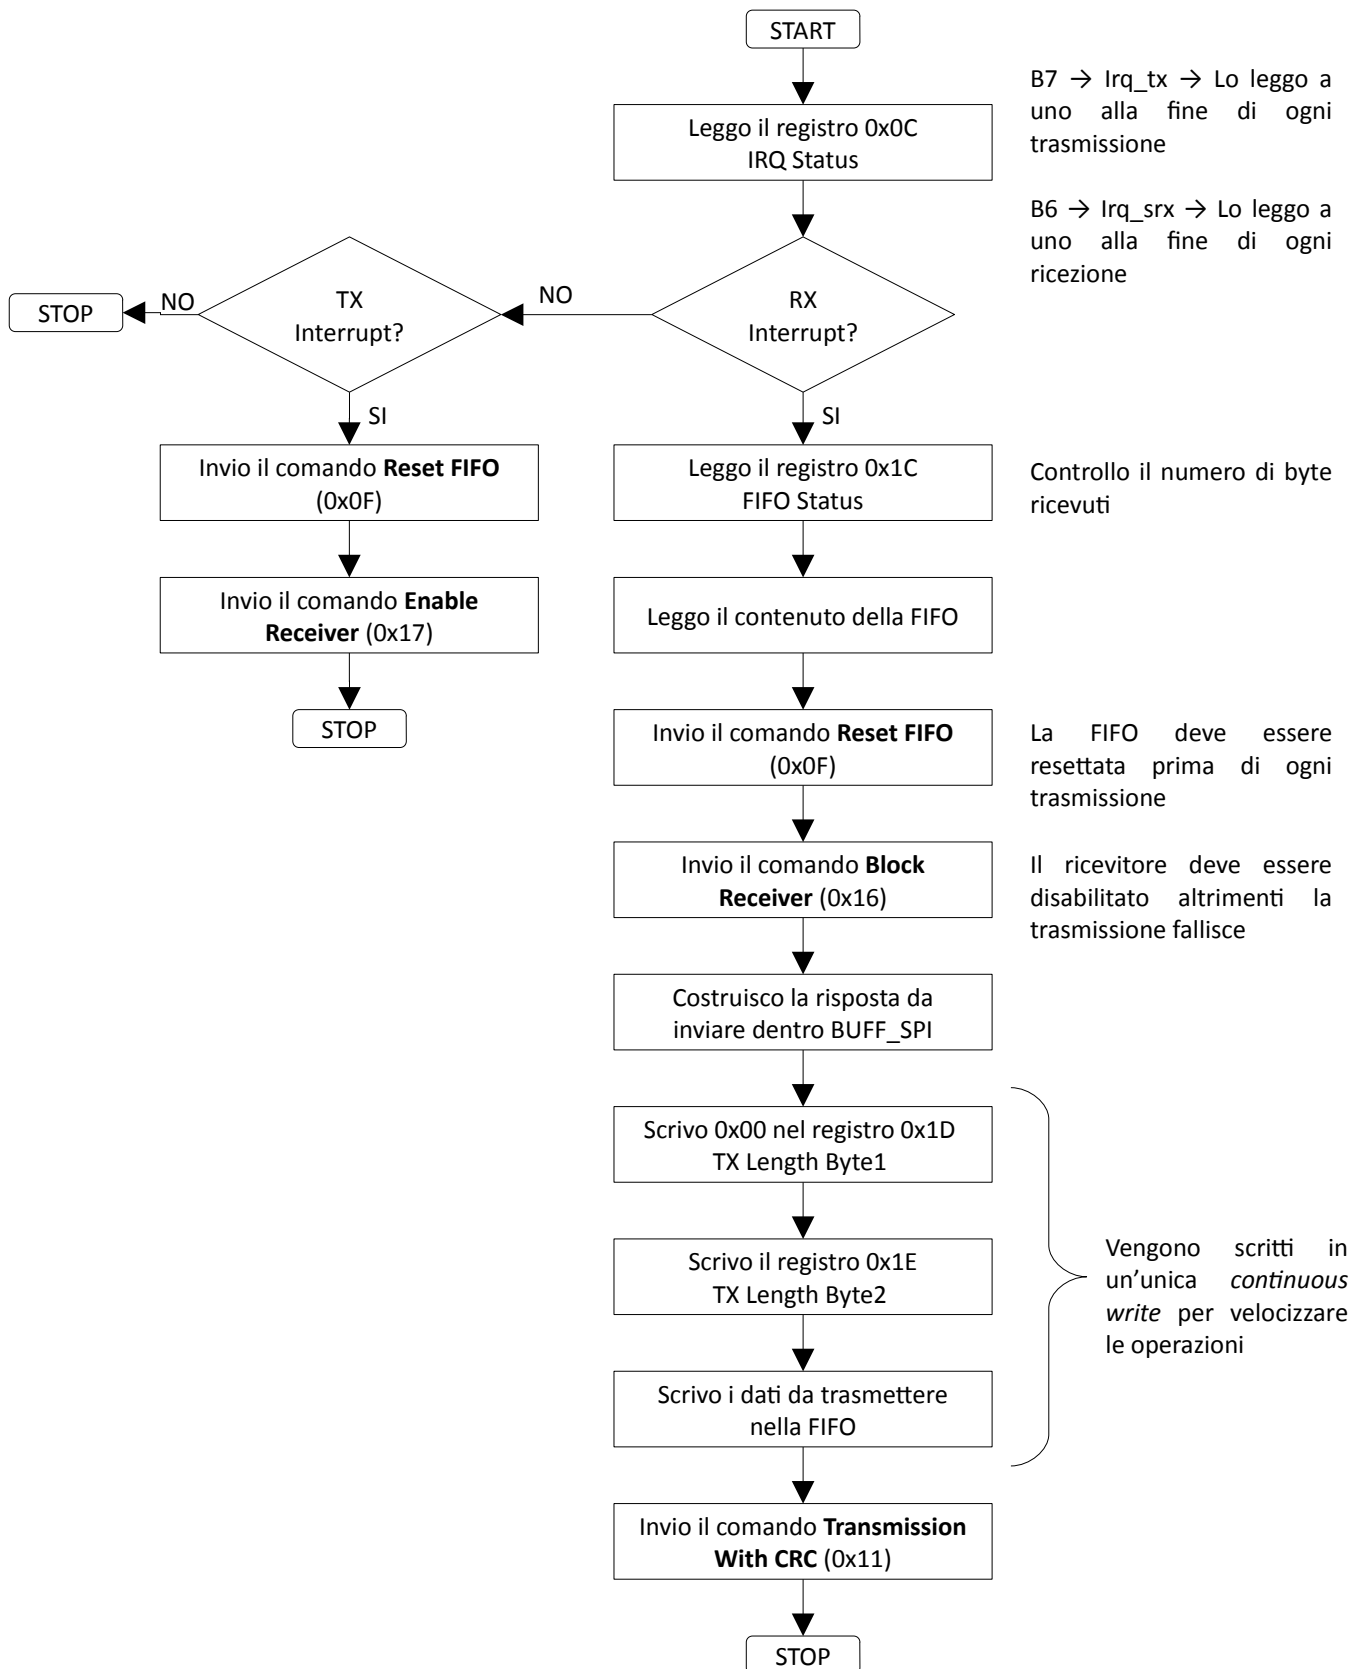 START
B7 → Irq_tx → Lo leggo a
uno alla fine di ogni
trasmissione
Leggo il registro 0x0C
IRQ Status
B6 → Irq_srx → Lo leggo a
uno alla fine di ogni
ricezione
STOP
NO
TX
Interrupt?
NO
RX
Interrupt?
SI
SI
Invio il comando Reset FIFO
(0x0F)
Leggo il registro 0x1C
FIFO Status
Controllo il numero di byte
ricevuti
Invio il comando Enable
Receiver (0x17)
Leggo il contenuto della FIFO
STOP
Invio il comando Reset FIFO
(0x0F)
La FIFO deve essere
resettata prima di ogni
trasmissione
Invio il comando Block
Receiver (0x16)
Il ricevitore deve essere
disabilitato altrimenti la
trasmissione fallisce
Costruisco la risposta da
inviare dentro BUFF_SPI
Scrivo 0x00 nel registro 0x1D
TX Length Byte1
Scrivo il registro 0x1E
TX Length Byte2
Vengono scritti in
un’unica continuous
write per velocizzare
le operazioni
Scrivo i dati da trasmettere
nella FIFO
Invio il comando Transmission
With CRC (0x11)
STOP